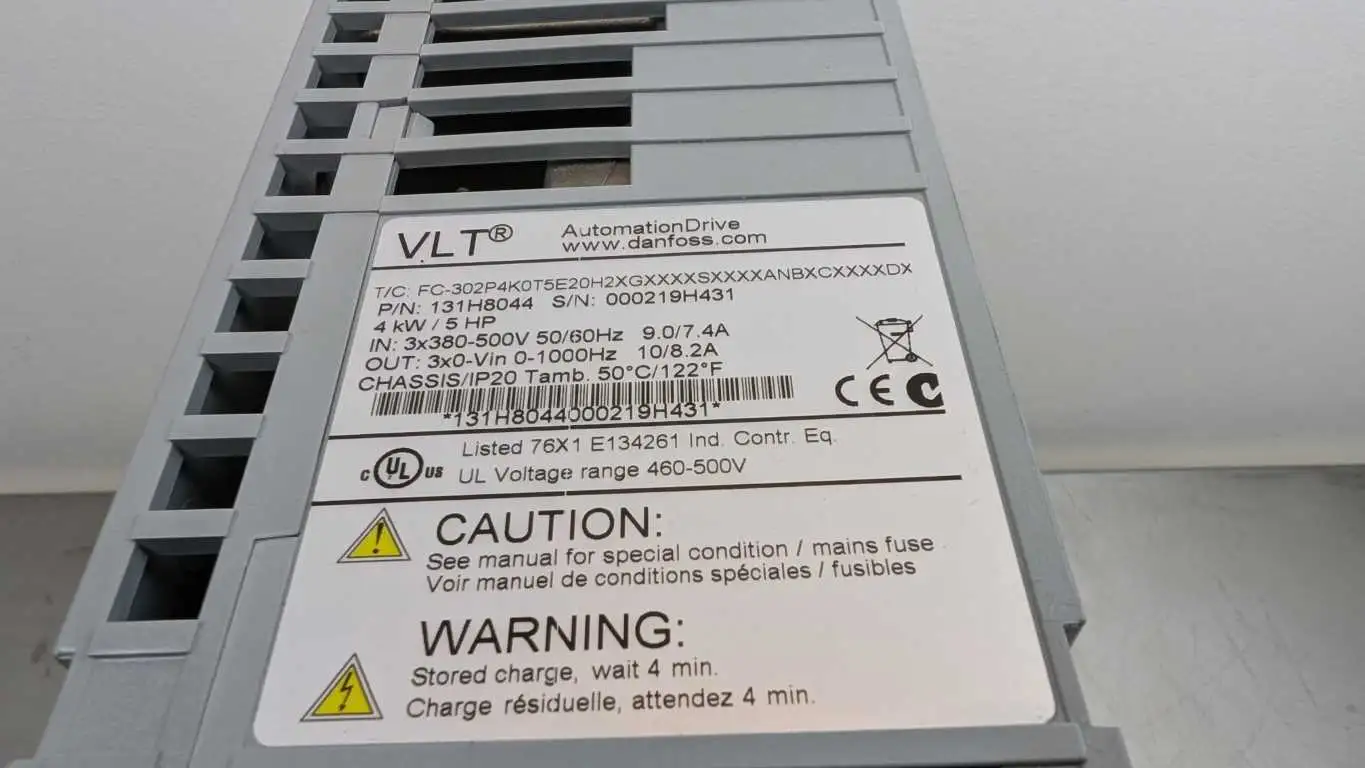 VLT®
AutomationDrive
www.danfoss.com
T/C: FC-302P4K0T5E20H2XGXXXXSXXXXANBXCXXXXDX
P/N: 131H8044 S/N: 000219H431
4 kW / 5 HP
IN: 3x380-500V 50/60Hz 9.0/7.4A
OUT: 3x0-Vin 0-1000Hz 10/8.2A
CHASSIS/IP20 Tamb. 50°C/122°F
*131H8044000219H431*
CE
C UL US
Listed 76X1 E134261 Ind. Contr. Eq.
UL Voltage range 460-500V
CAUTION:
See manual for special condition / mains fuse
Voir manuel de conditions spéciales / fusibles
WARNING:
Stored charge, wait 4 min.
Charge résiduelle, attendez 4 min.